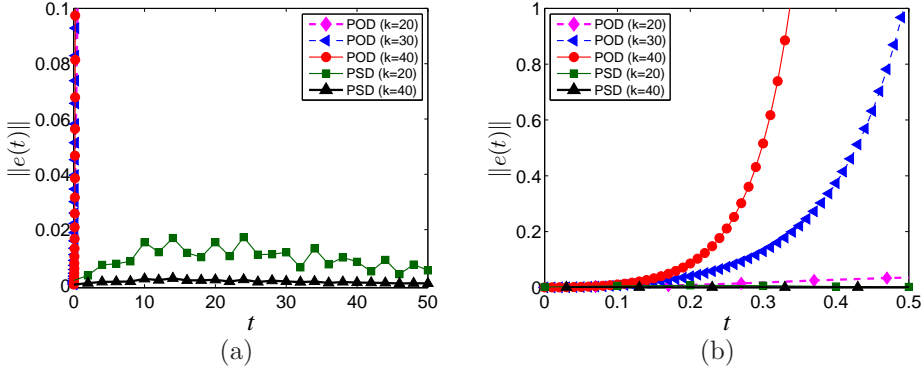 0.1
0.08
0.06
0.04
0.02
0
0 10 20 30 40 50
‖e(t)‖
t
POD (k=20)
POD (k=30)
POD (k=40)
PSD (k=20)
PSD (k=40)
(a)
1
0.8
0.6
0.4
0.2
0
0 0.1 0.2 0.3 0.4 0.5
‖e(t)‖
t
POD (k=20)
POD (k=30)
POD (k=40)
PSD (k=20)
PSD (k=40)
(b)